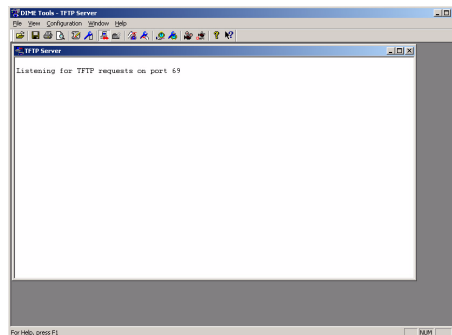 DIME Tools - TFTP Server
File View Configuration Window Help
TFTP Server
Listening for TFTP requests on port 69
For Help, press F1
NUM